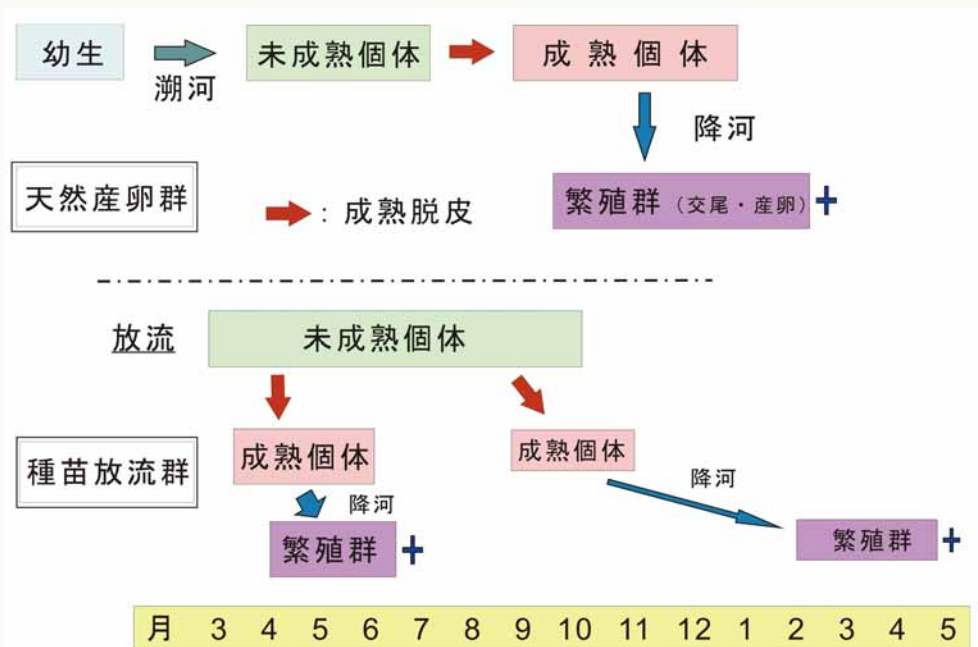 幼生
未成熟個体
成熟個体
溯河
降河
天然産卵群
：成熟脱皮
繁殖群（交尾・産卵）+
放流
未成熟個体
種苗放流群
成熟個体
成熟個体
降河
降河
繁殖群+
繁殖群+
月 3 4 5 6 7 8 9 10 11 12 1 2 3 4 5